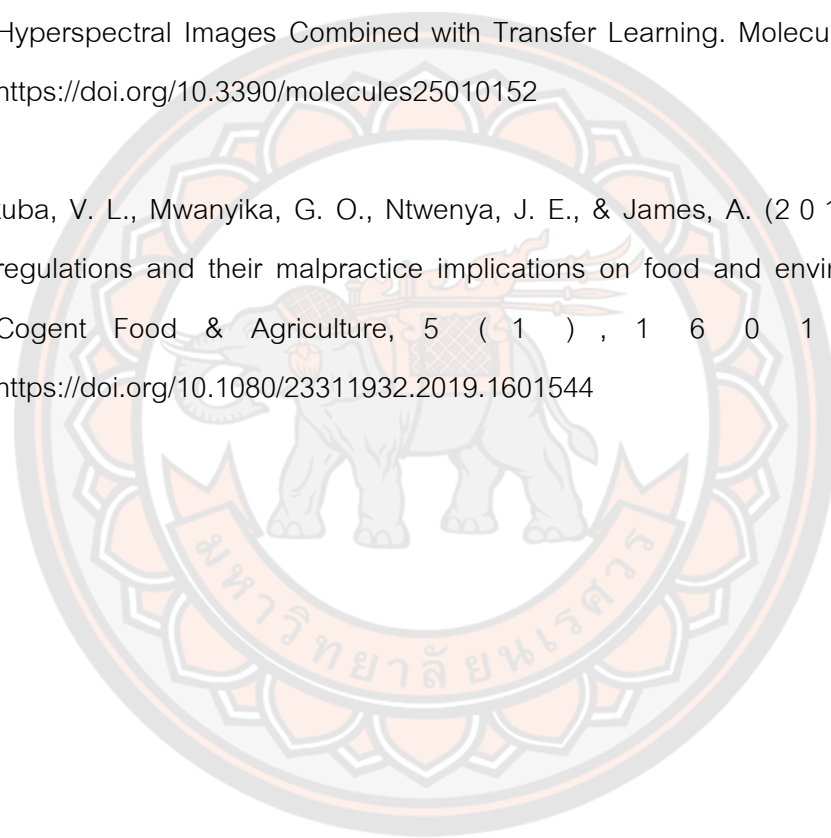 Hyperspectral Images Combined with Transfer Learning. Molecu
https://doi.org/10.3390/molecules25010152
uba, V. L., Mwanyika, G. O., Ntwenya, J. E., & James, A. (2 0 1
regulations and their malpractice implications on food and envir
Cogent Food & Agriculture, 5 ( 1 ) , 1 6 0 1
https://doi.org/10.1080/23311932.2019.1601544
มหาวิทยาลัยนเรศวร